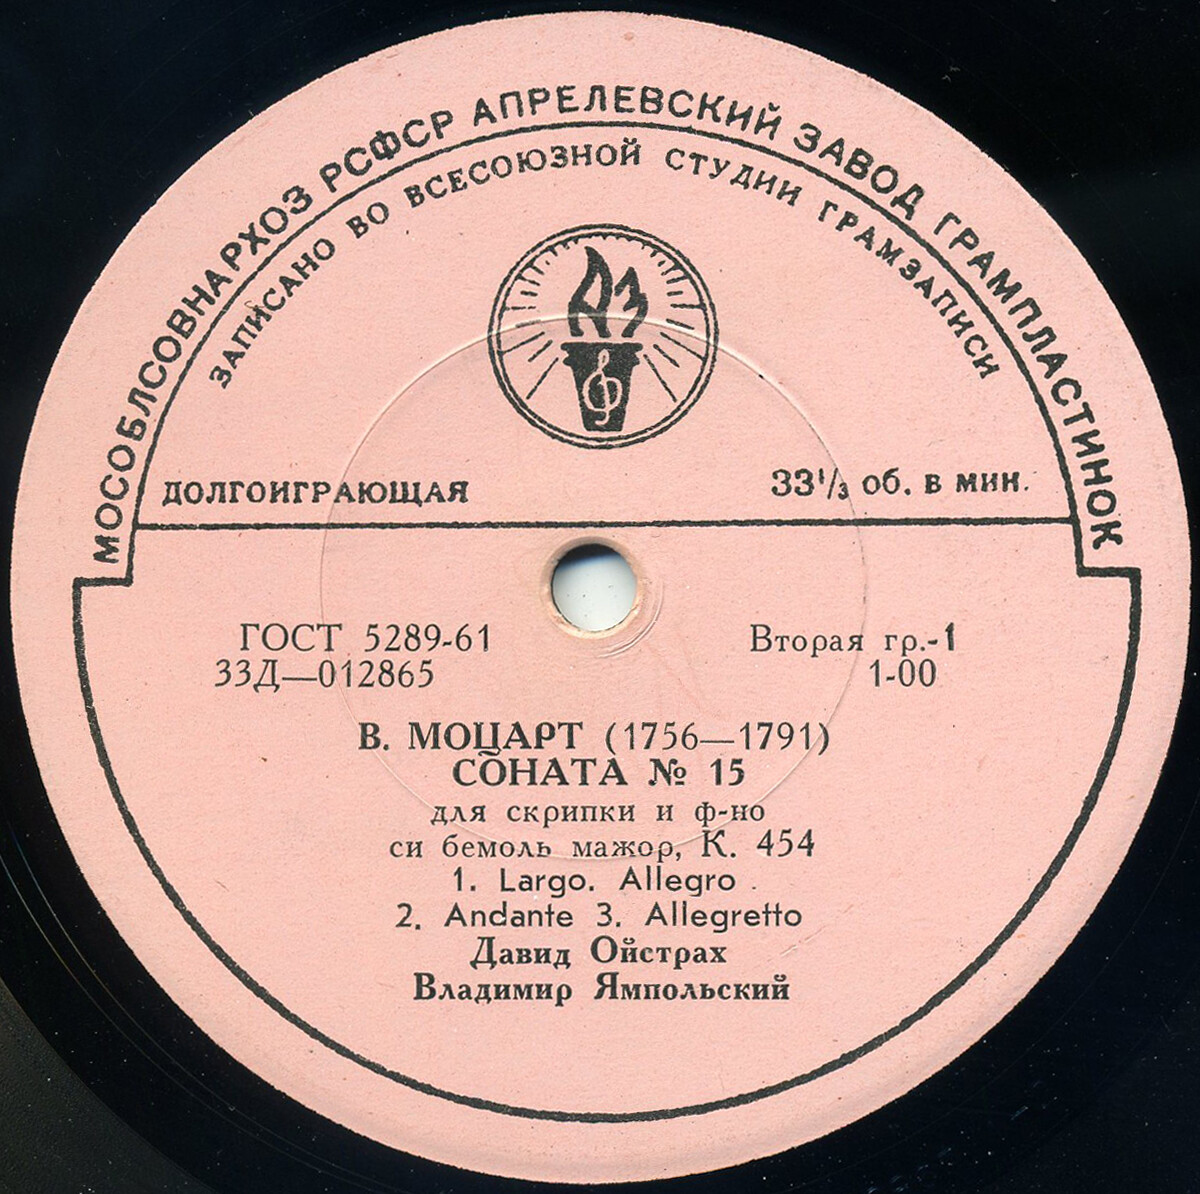 МОСОБЛСОВНАРХОЗ РСФСР АПРЕЛЕВСКИЙ ЗАВОД ГРАМПЛАСТИНОК
ЗАПИСАНО ВО ВСЕСОЮЗНОЙ СТУДИИ ГРАМЗАПИСИ
АЗ
ДОЛГОИГРАЮЩАЯ 33⅓ об. в мин.
ГОСТ 5289-61 Вторая гр.-1
33Д—012865 1-00
В. МОЦАРТ (1756—1791)
СОНАТА № 15
для скрипки и ф-но
си бемоль мажор, К. 454
1. Largo. Allegro
2. Andante 3. Allegretto
Давид Ойстрах
Владимир Ямпольский